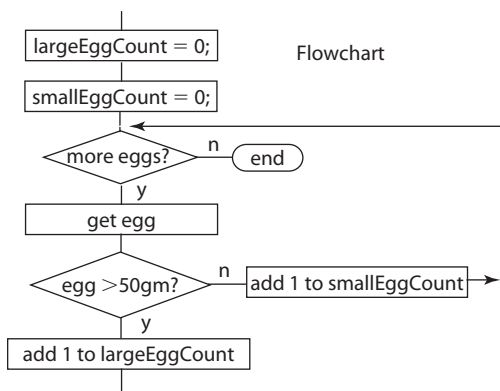 largeEggCount = 0;
Flowchart
smallEggCount = 0;
more eggs?
n
end
y
get egg
egg >50gm?
n
add 1 to smallEggCount
y
add 1 to largeEggCount